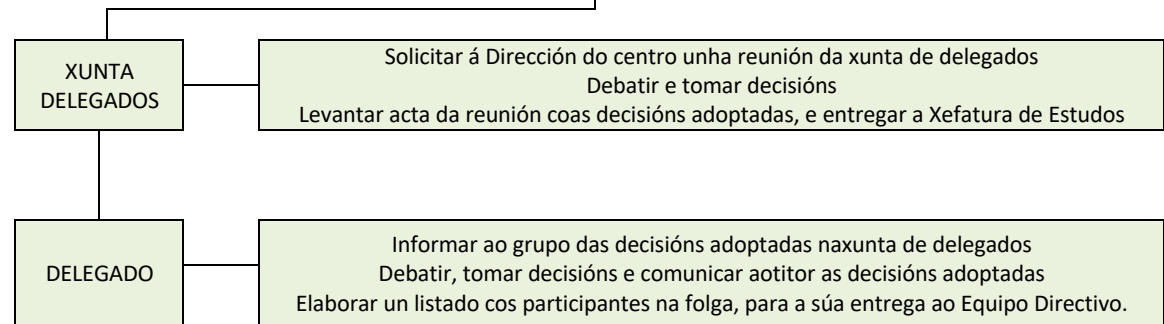 XUNTA
DELEGADOS
Solicitar á Dirección do centro unha reunión da xunta de delegados
Debatir e tomar decisións
Levantar acta da reunión coas decisións adoptadas, e entregar a Xefatura de Estudos
DELEGADO
Informar ao grupo das decisións adoptadas naxunta de delegados
Debatir, tomar decisións e comunicar aotitor as decisións adoptadas
Elaborar un listado cos participantes na folga, para a súa entrega ao Equipo Directivo.